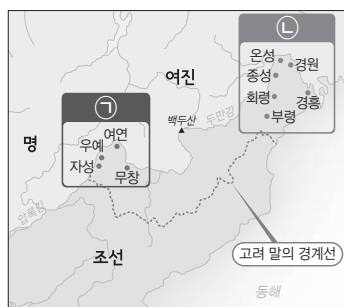 ㉡
온성
경원
종성
회령
경흥
부령
여진
㉠
여연
우예
자성
무창
백두산
두만강
명
압록강
조선
고려 말의 경계선
동해